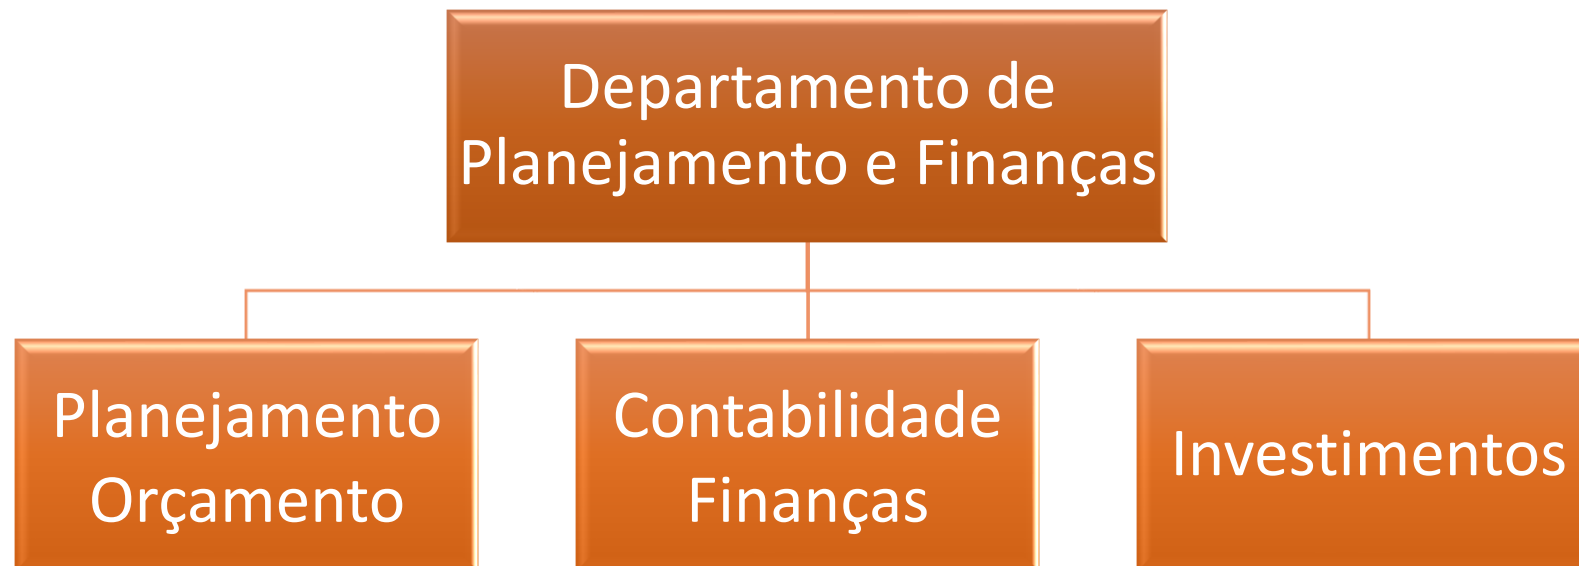 Departamento de
Planejamento e Finanças
Planejamento
Orçamento
Contabilidade
Finanças
Investimentos